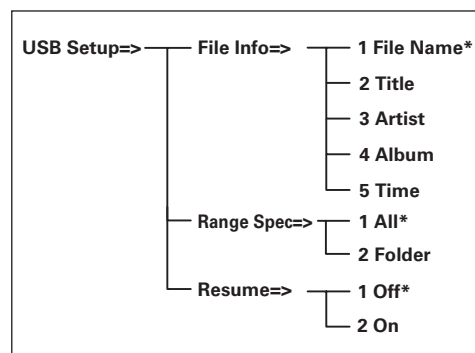 USB Setup=> File Info=> 1 File Name*
2 Title
3 Artist
4 Album
5 Time
Range Spec=> 1 All*
2 Folder
Resume=> 1 Off*
2 On